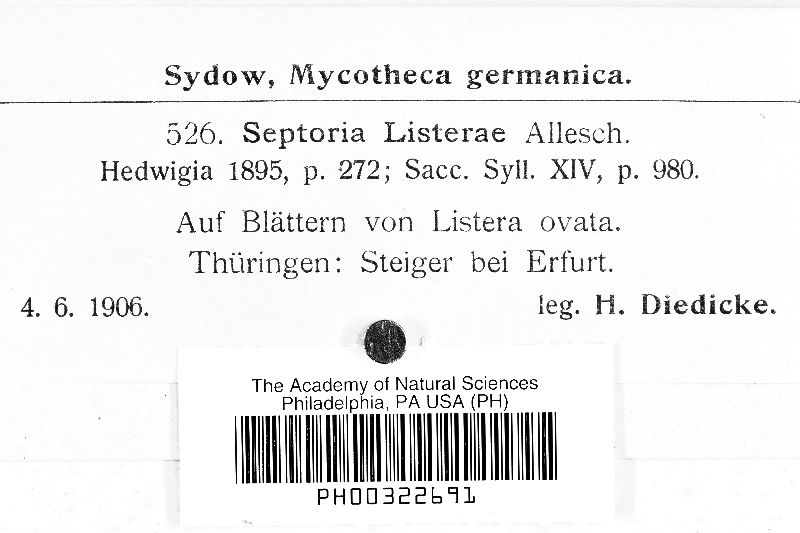 Sydow, Mycotheca germanica.
526. Septoria Listerae Allesch.
Hedwigia 1895, p. 272; Sacc. Syll. XIV, p. 980.
Auf Blättern von Listera ovata.
Thüringen: Steiger bei Erfurt.
4. 6. 1906. leg. H. Diedicke.
The Academy of Natural Sciences
Philadelphia, PA USA (PH)
PH00322691